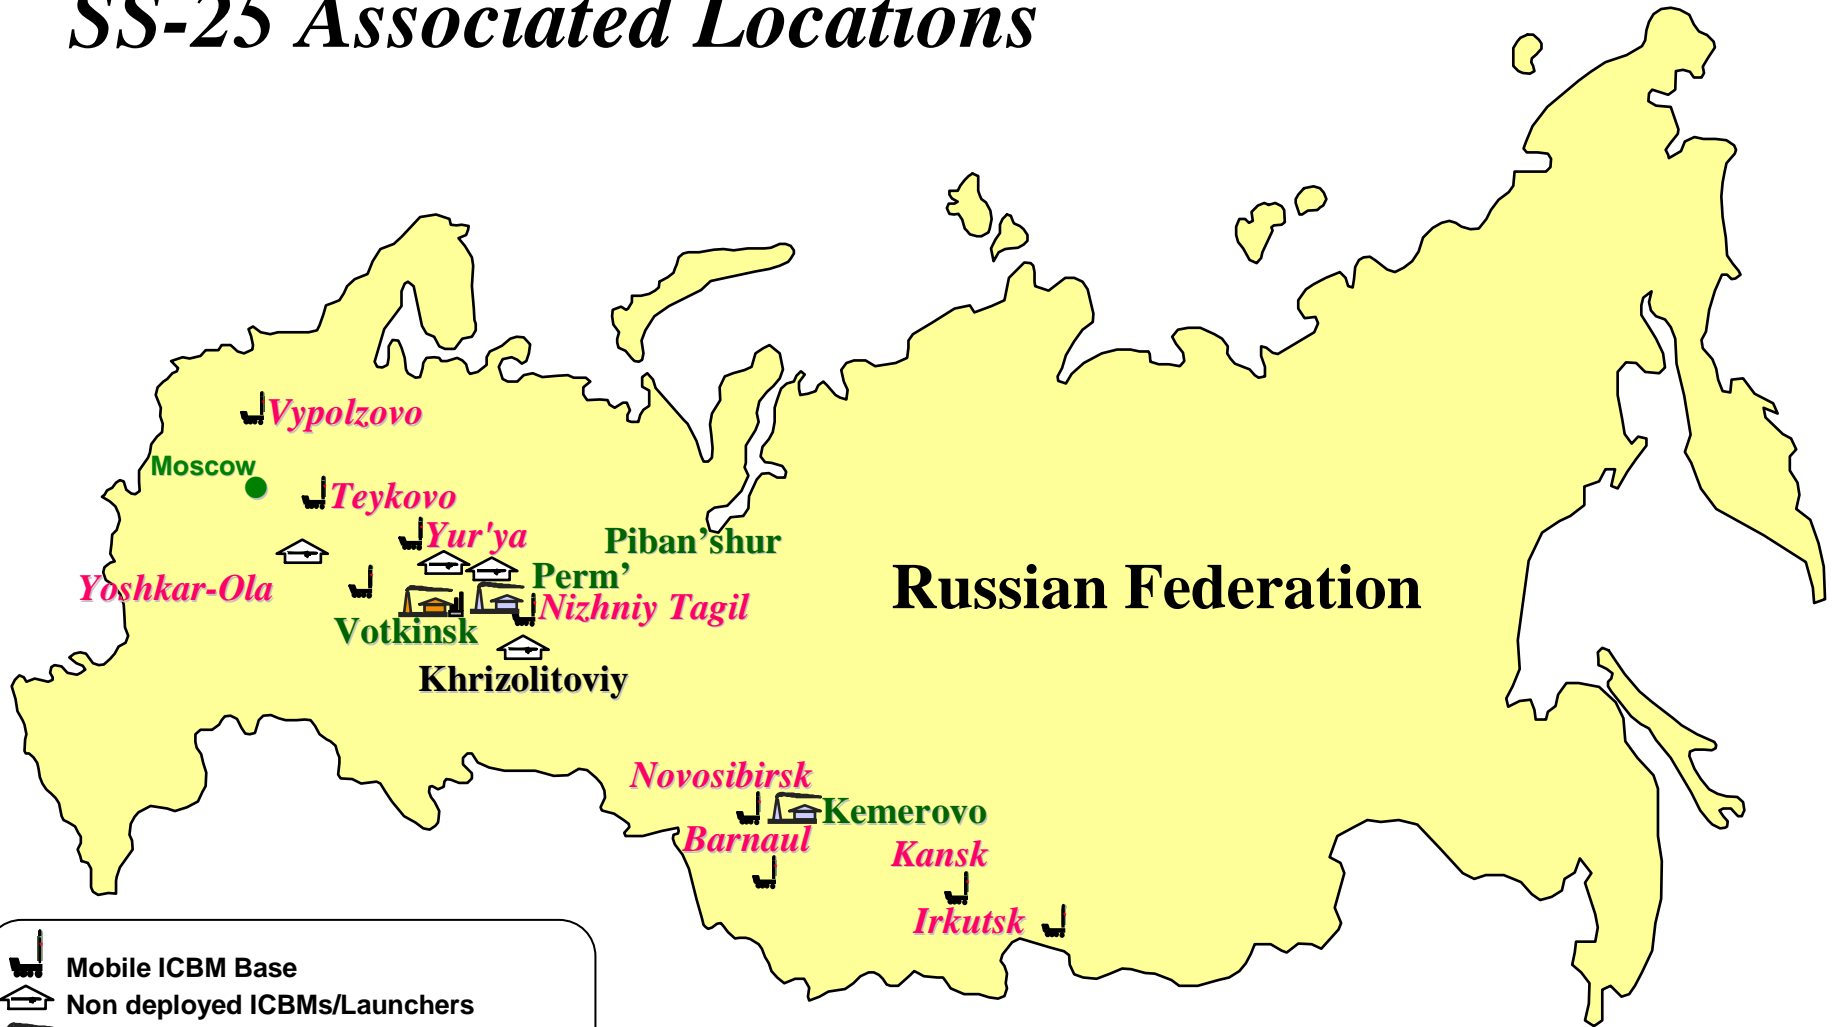 SS-25 Associated Locations
Vypolzovo
Moscow
Teykovo
Yur'ya
Piban’shur
Perm’
Yoshkar-Ola
Nizhniy Tagil
Russian Federation
Votkinsk
Khrizolitoviy
Novosibirsk
Kemerovo
Barnaul
Kansk
Irkutsk
Mobile ICBM Base
Non deployed ICBMs/Launchers